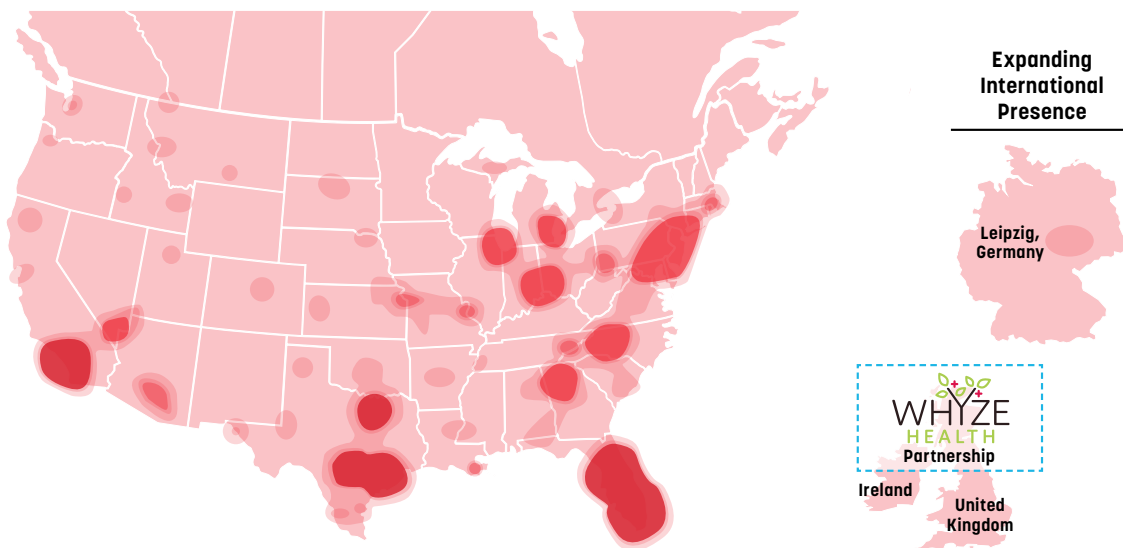 Expanding
International
Presence
Leipzig,
Germany
WHYZE
HEALTH
Partnership
Ireland
United
Kingdom